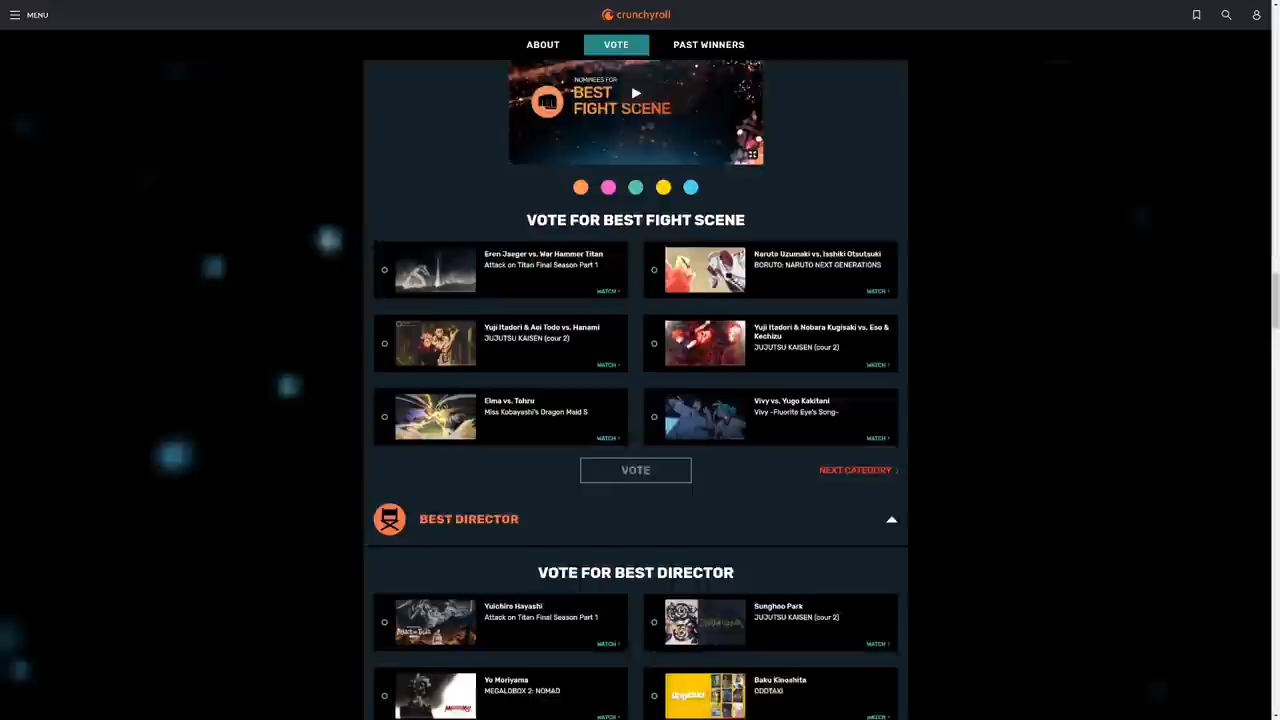 MENU
crunchyroll
ABOUT
VOTE
PAST WINNERS
NOMINEES FOR
BEST
FIGHT SCENE
VOTE FOR BEST FIGHT SCENE
Eren Jaeger vs. War Hammer Titan
Attack on Titan Final Season Part 1
WATCH ›
Naruto Uzumaki vs. Isshiki Otsutsuki
BORUTO: NARUTO NEXT GENERATIONS
WATCH ›
Yuji Itadori & Aoi Todo vs. Hanami
JUJUTSU KAISEN (cour 2)
WATCH ›
Yuji Itadori & Nobara Kugisaki vs. Eso &
Kechizu
JUJUTSU KAISEN (cour 2)
WATCH ›
Elma vs. Tohru
Miss Kobayashi's Dragon Maid S
WATCH ›
Vivy vs. Yugo Kakitani
Vivy -Fluorite Eye's Song-
WATCH ›
VOTE
NEXT CATEGORY ›
BEST DIRECTOR
VOTE FOR BEST DIRECTOR
Yuichiro Hayashi
Attack on Titan Final Season Part 1
WATCH ›
Sunghoo Park
JUJUTSU KAISEN (cour 2)
WATCH ›
Yo Moriyama
MEGALOBOX 2: NOMAD
WATCH ›
Baku Kinoshita
ODDTAXI
WATCH ›